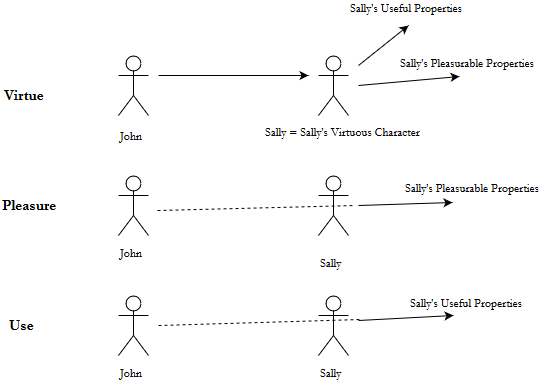 Sally's Useful Properties
Sally's Pleasurable Properties
Virtue
John
Sally = Sally's Virtuous Character
Sally's Pleasurable Properties
Pleasure
John
Sally
Sally's Useful Properties
Use
John
Sally